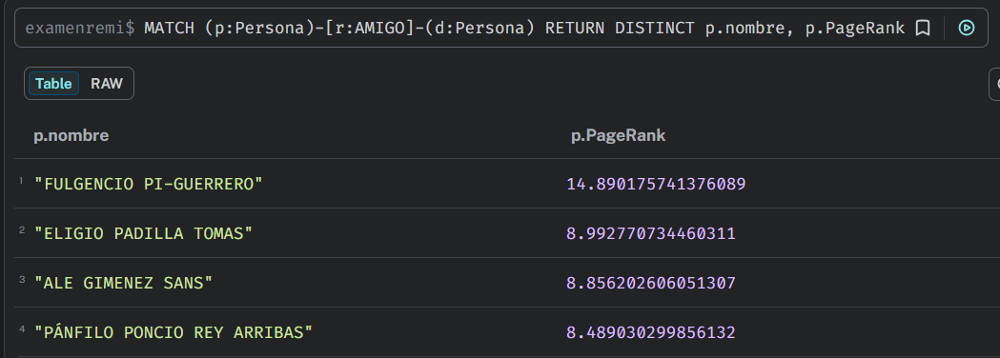 examenremi$ MATCH (p:Persona)-[r:AMIGO]-(d:Persona) RETURN DISTINCT p.nombre, p.PageRank
Table RAW
p.nombre p.PageRank
1 "FULGENCIO PI-GUERRERO" 14.890175741376089
2 "ELIGIO PADILLA TOMAS" 8.992770734460311
3 "ALE GIMENEZ SANS" 8.856202606051307
4 "PÁNFILO PONCIO REY ARRIBAS" 8.489030299856132